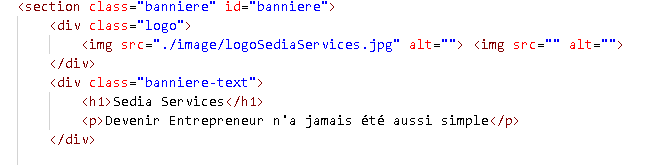 <section class="banniere" id="banniere">
<div class="logo">
<img src="./image/logoSediaServices.jpg" alt=""> <img src="" alt="">
</div>
<div class="banniere-text">
<h1>Sedia Services</h1>
<p>Devenir Entrepreneur n'a jamais été aussi simple</p>
</div>